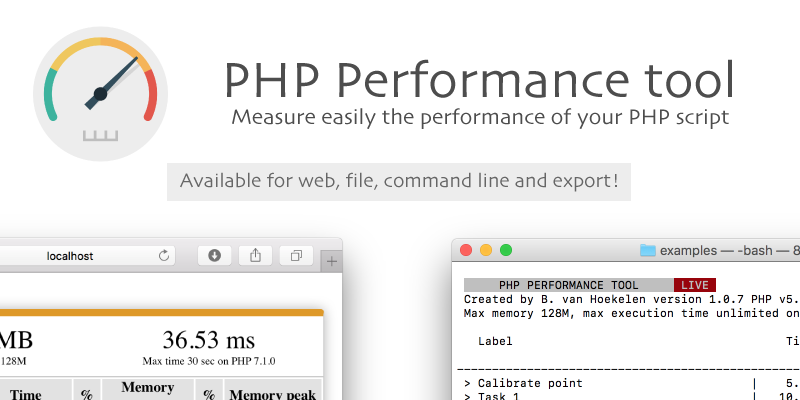 PHP Performance tool
Measure easily the performance of your PHP script
Available for web, file, command line and export!
localhost
MB
128M
36.53 ms
Max time 30 sec on PHP 7.1.0
Time % Memory % Memory peak
examples — -bash — 8
PHP PERFORMANCE TOOL LIVE
Created by B. van Hoekelen version 1.0.7 PHP v5.
Max memory 128M, max execution time unlimited on
Label Ti
> Calibrate point | 5.
> Task 1 | 10.